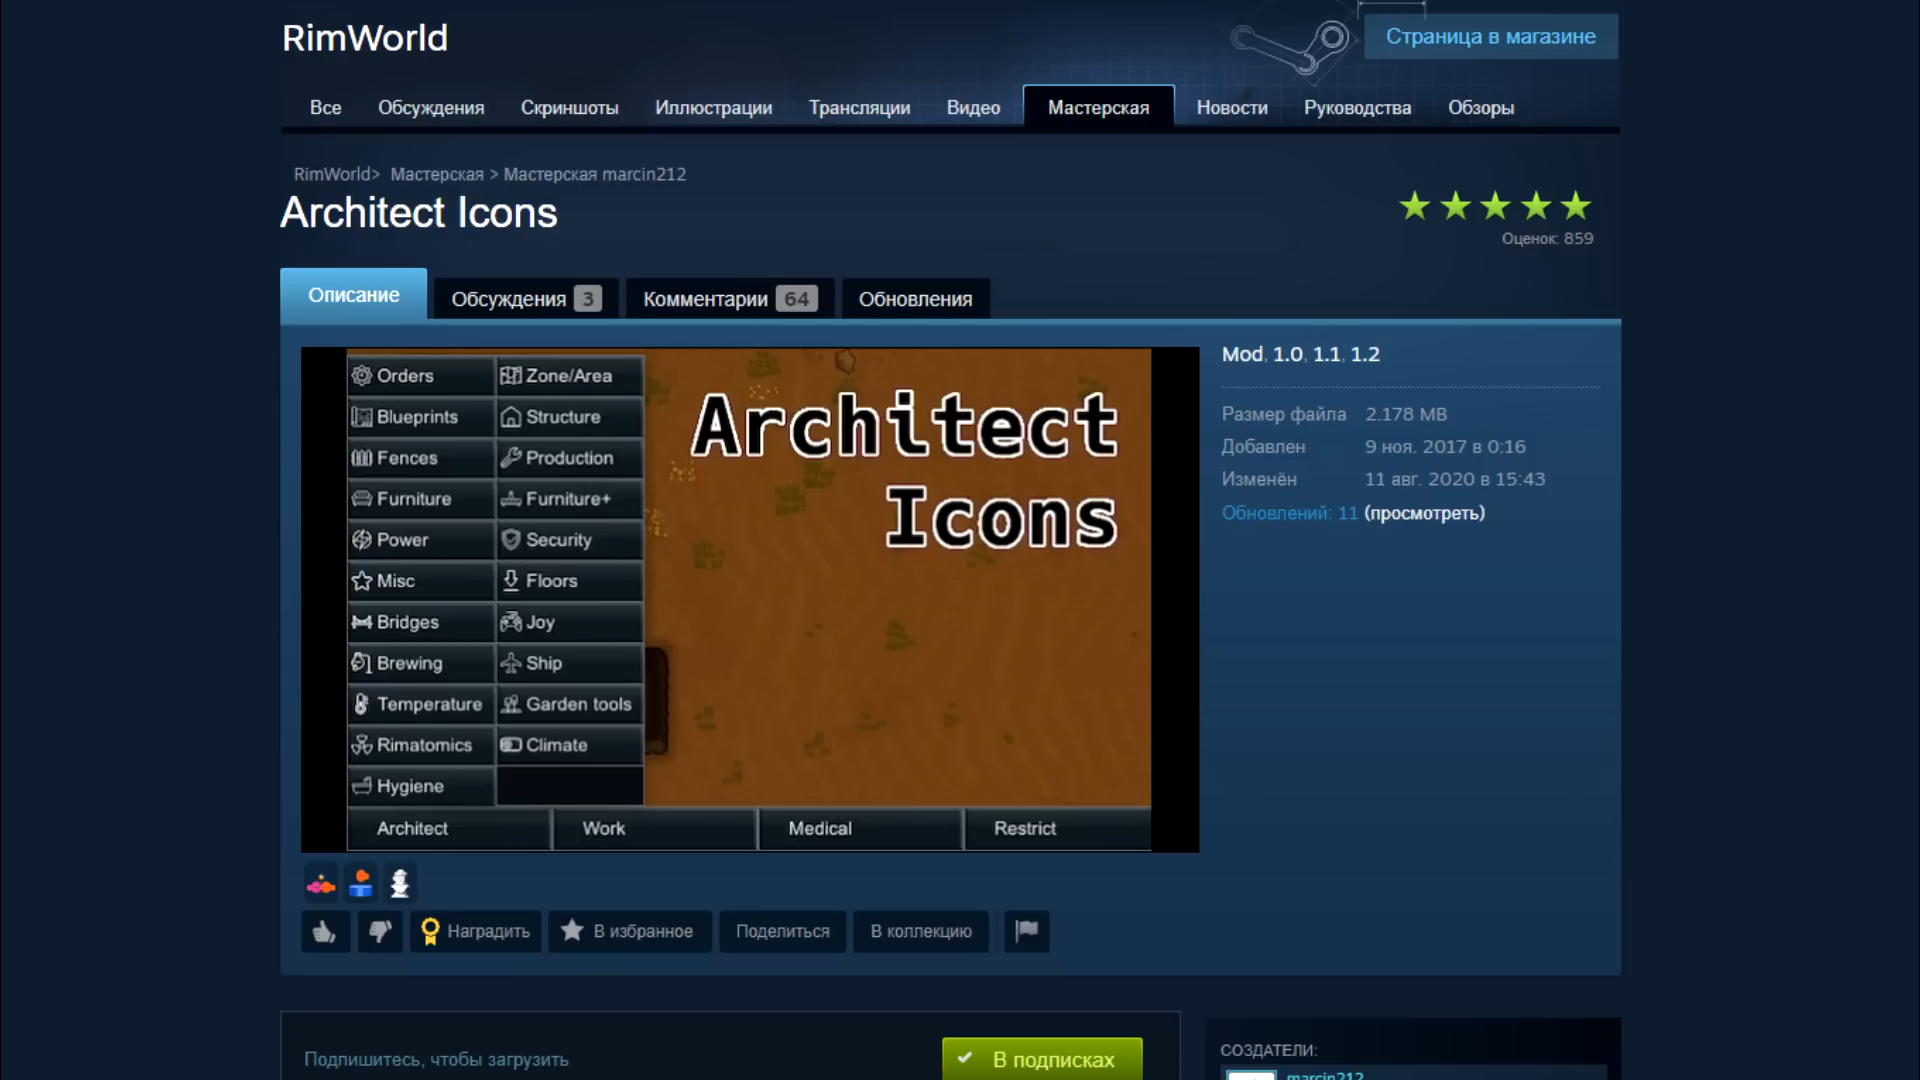 RimWorld
Страница в магазине
Все Обсуждения Скриншоты Иллюстрации Трансляции Видео Мастерская Новости Руководства Обзоры
RimWorld> Мастерская > Мастерская marcin212
Architect Icons
Оценок: 859
Описание Обсуждения 3 Комментарии 64 Обновления
Orders Zone/Area
Blueprints Structure
Fences Production
Furniture Furniture+
Power Security
Misc Floors
Bridges Joy
Brewing Ship
Temperature Garden tools
Rimatomics Climate
Hygiene
Architect Work Medical Restrict
Architect
Icons
Mod, 1.0, 1.1, 1.2
Размер файла 2.178 MB
Добавлен 9 ноя. 2017 в 0:16
Изменён 11 авг. 2020 в 15:43
Обновлений: 11 (просмотреть)
Наградить В избранное Поделиться В коллекцию
Подпишитесь, чтобы загрузить
В подписках
СОЗДАТЕЛИ:
marcin212